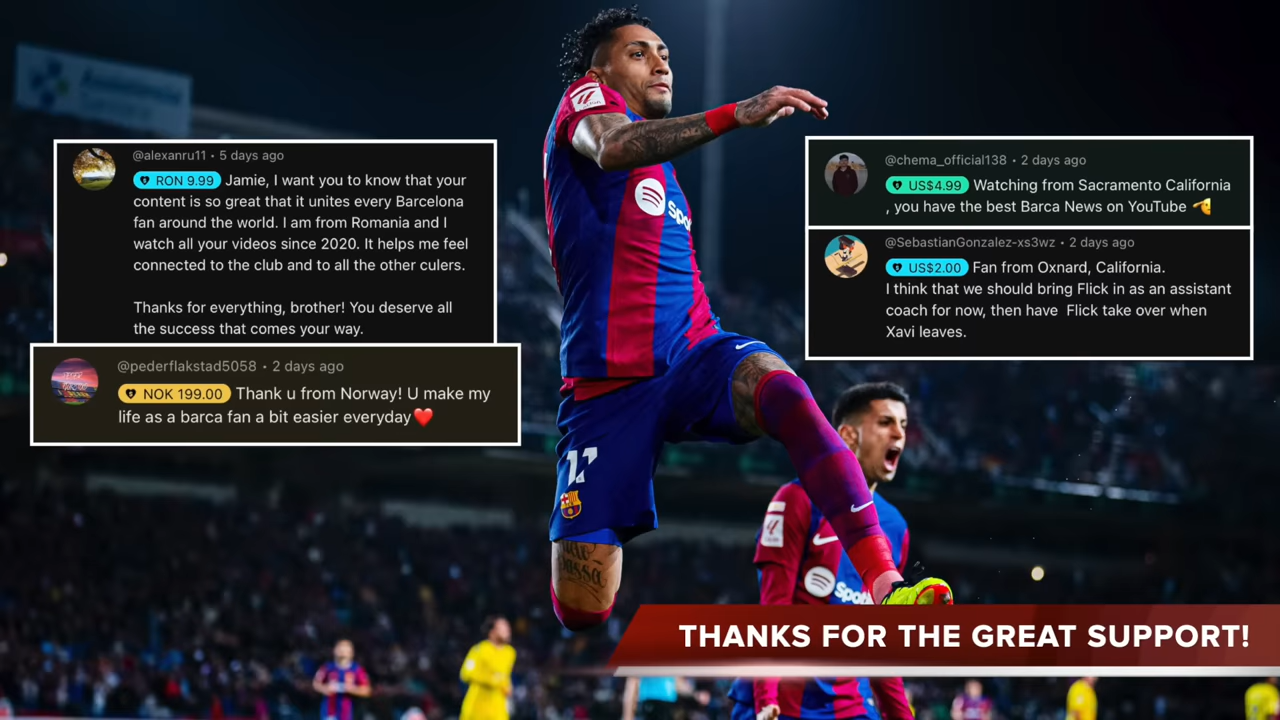 @alexanru11 • 5 days ago
RON 9.99 Jamie, I want you to know that your
content is so great that it unites every Barcelona
fan around the world. I am from Romania and I
watch all your videos since 2020. It helps me feel
connected to the club and to all the other culers.
Thanks for everything, brother! You deserve all
the success that comes your way.
@pederflakstad5058 • 2 days ago
NOK 199.00 Thank u from Norway! U make my
life as a barca fan a bit easier everyday❤️
@chema_official138 • 2 days ago
US$4.99 Watching from Sacramento California
, you have the best Barca News on YouTube 🫡
@SebastianGonzalez-xs3wz • 2 days ago
US$2.00 Fan from Oxnard, California.
I think that we should bring Flick in as an assistant
coach for now, then have Flick take over when
Xavi leaves.
11
THANKS FOR THE GREAT SUPPORT!